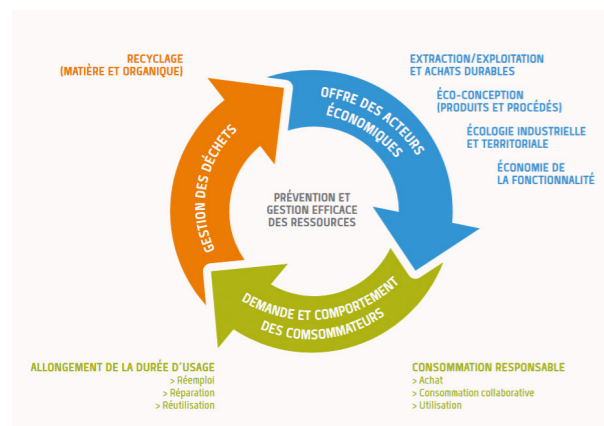 RECYCLAGE
(MATIÈRE ET ORGANIQUE)
EXTRACTION/EXPLOITATION
ET ACHATS DURABLES
ÉCO-CONCEPTION
(PRODUITS ET PROCÉDÉS)
ÉCOLOGIE INDUSTRIELLE
ET TERRITORIALE
ÉCONOMIE DE
LA FONCTIONNALITÉ
OFFRE DES ACTEURS
ÉCONOMIQUES
GESTION DES DÉCHETS
PRÉVENTION ET
GESTION EFFICACE
DES RESSOURCES
DEMANDE ET COMPORTEMENT
DES COMSOMMATEURS
ALLONGEMENT DE LA DURÉE D'USAGE
> Réemploi
> Réparation
> Réutilisation
CONSOMMATION RESPONSABLE
> Achat
> Consommation collaborative
> Utilisation